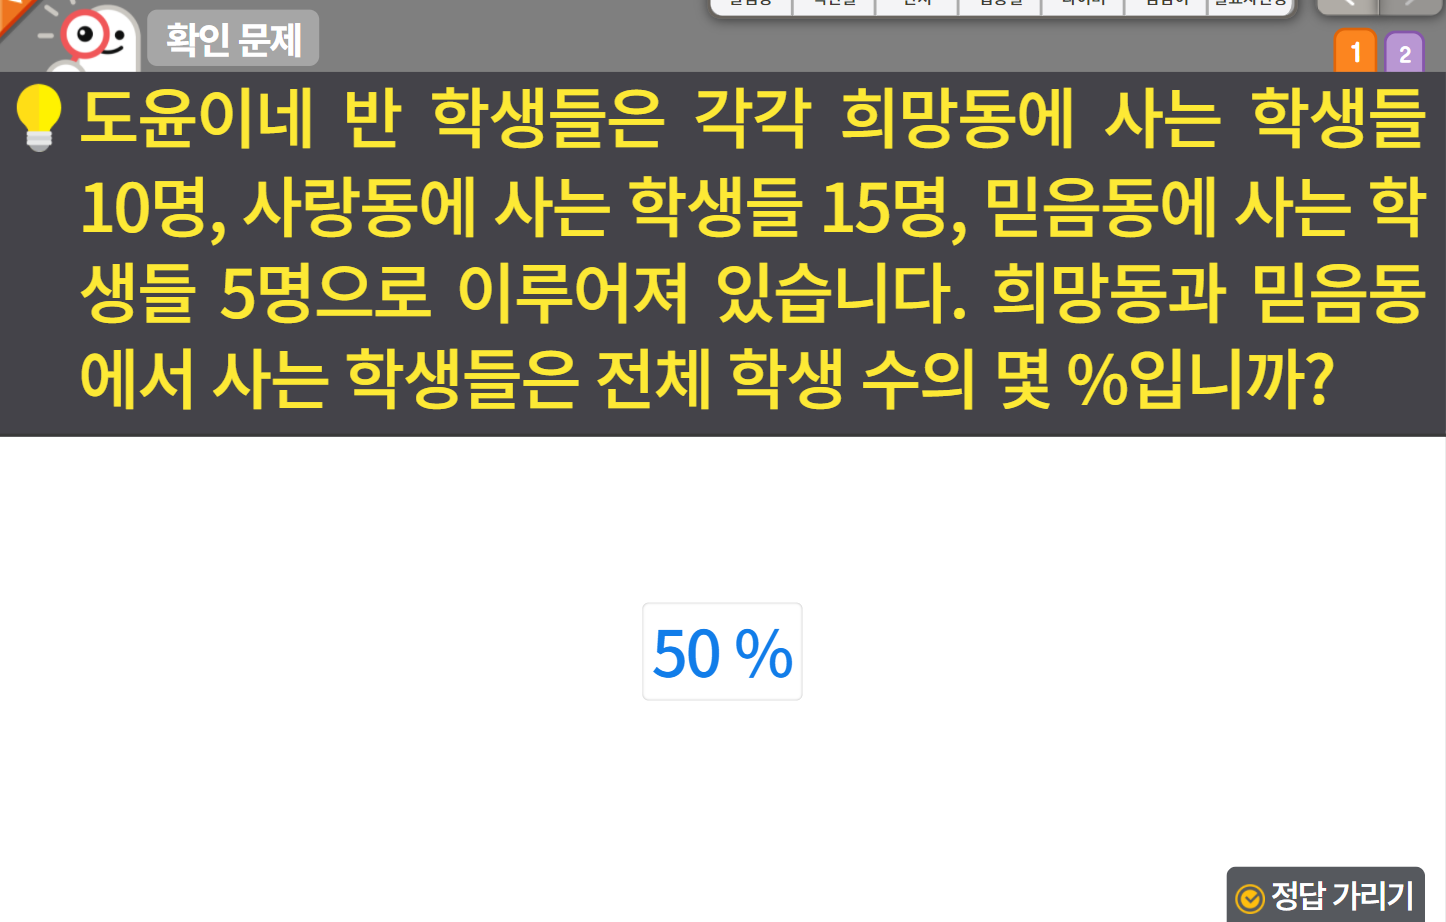 확인 문제
1
2
도윤이네 반 학생들은 각각 희망동에 사는 학생들
10명, 사랑동에 사는 학생들 15명, 믿음동에 사는 학
생들 5명으로 이루어져 있습니다. 희망동과 믿음동
에서 사는 학생들은 전체 학생 수의 몇 %입니까?
50 %
정답 가리기